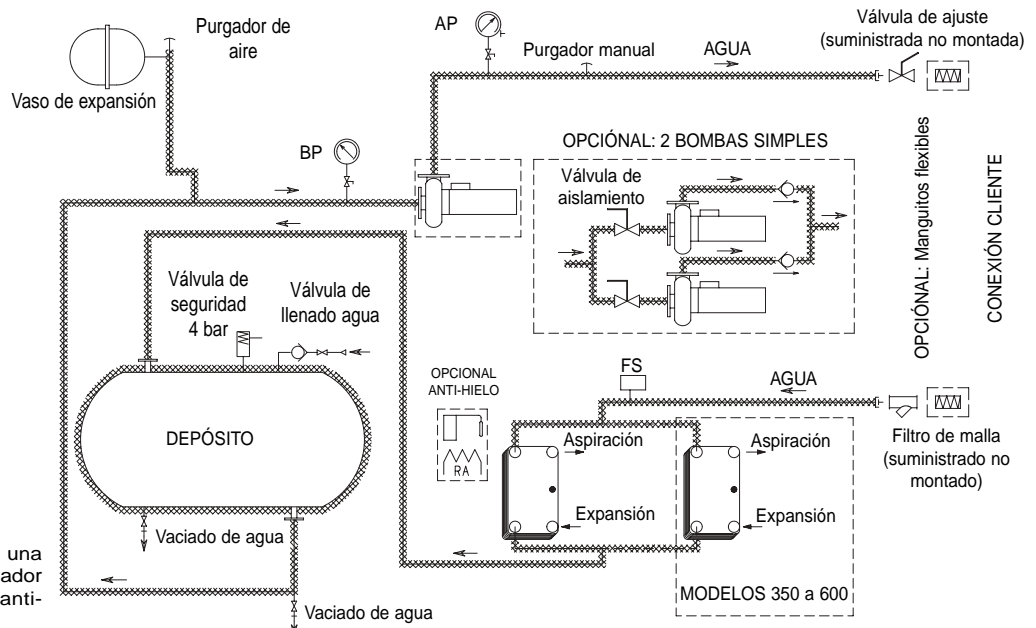 AP
Válvula de ajuste
(suministrada no montada)
Purgador de
aire
Purgador manual
AGUA
Vaso de expansión
BP
OPCIÓNAL: 2 BOMBAS SIMPLES
Válvula de
aislamiento
OPCIÓNAL: Manguitos flexibles
CONEXIÓN CLIENTE
Válvula de
seguridad
4 bar
Válvula de
llenado agua
OPCIONAL
ANTI-HIELO
RA
FS
AGUA
DEPÓSITO
Aspiración
Aspiración
Filtro de malla
(suministrado no
montado)
Expansión
Expansión
Vaciado de agua
MODELOS 350 a 600
Vaciado de agua
una
ador
anti-